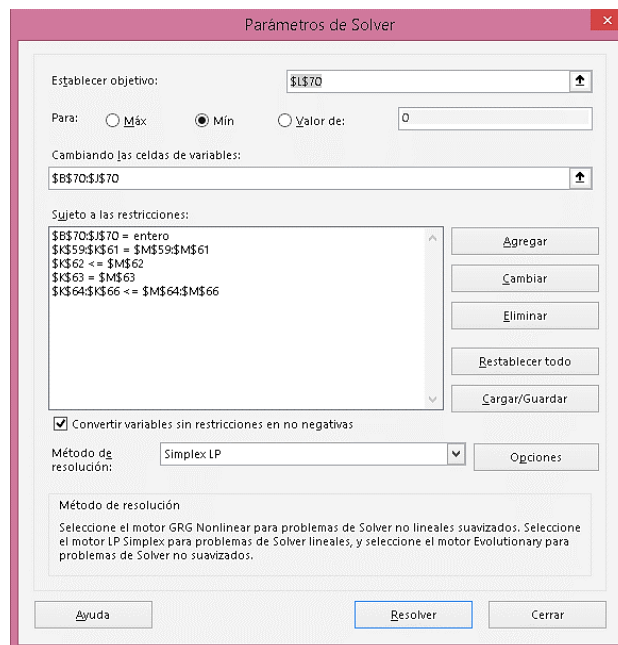 Parámetros de Solver
Establecer objetivo:
$L$70
Para:
Máx
Mín
Valor de:
0
Cambiando las celdas de variables:
$B$70:$J$70
Sujeto a las restricciones:
$B$70:$J$70 = entero
$K$59:$K$61 = $M$59:$M$61
$K$62 <= $M$62
$K$63 = $M$63
$K$64:$K$66 <= $M$64:$M$66
Agregar
Cambiar
Eliminar
Restablecer todo
Cargar/Guardar
Convertir variables sin restricciones en no negativas
Método de
resolución:
Simplex LP
Opciones
Método de resolución
Seleccione el motor GRG Nonlinear para problemas de Solver no lineales suavizados. Seleccione
el motor LP Simplex para problemas de Solver lineales, y seleccione el motor Evolutionary para
problemas de Solver no suavizados.
Ayuda
Resolver
Cerrar